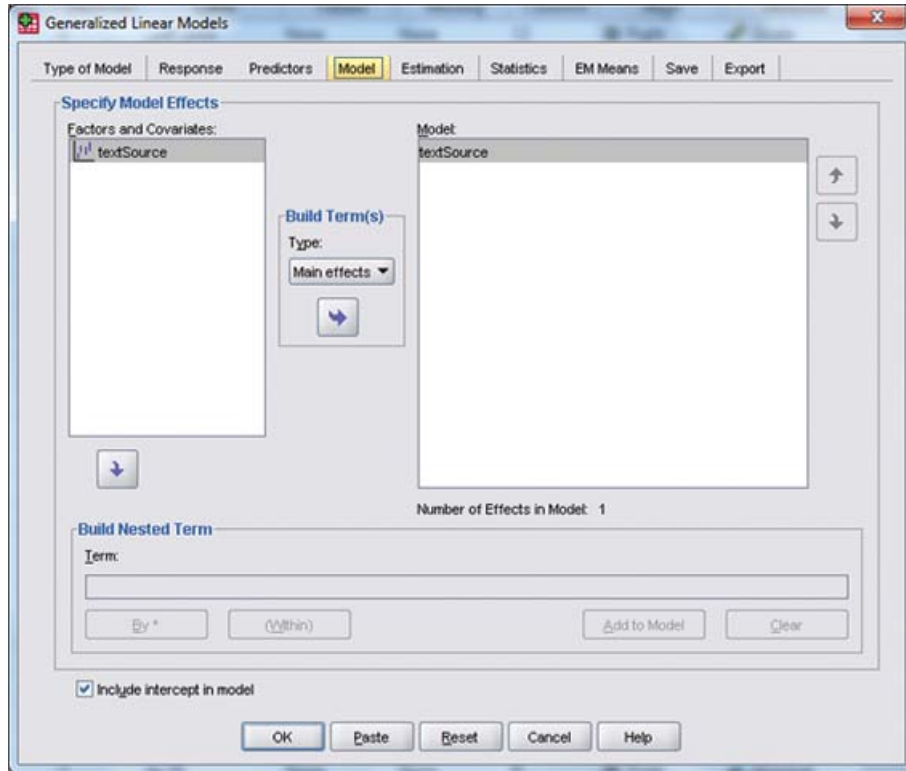 Generalized Linear Models
Type of Model Response Predictors Model Estimation Statistics EM Means Save Export
Specify Model Effects
Factors and Covariates:
textSource
Build Term(s)
Type:
Main effects
Model:
textSource
Number of Effects in Model: 1
Build Nested Term
Term:
By * (Within) Add to Model Clear
Include intercept in model
OK Paste Reset Cancel Help